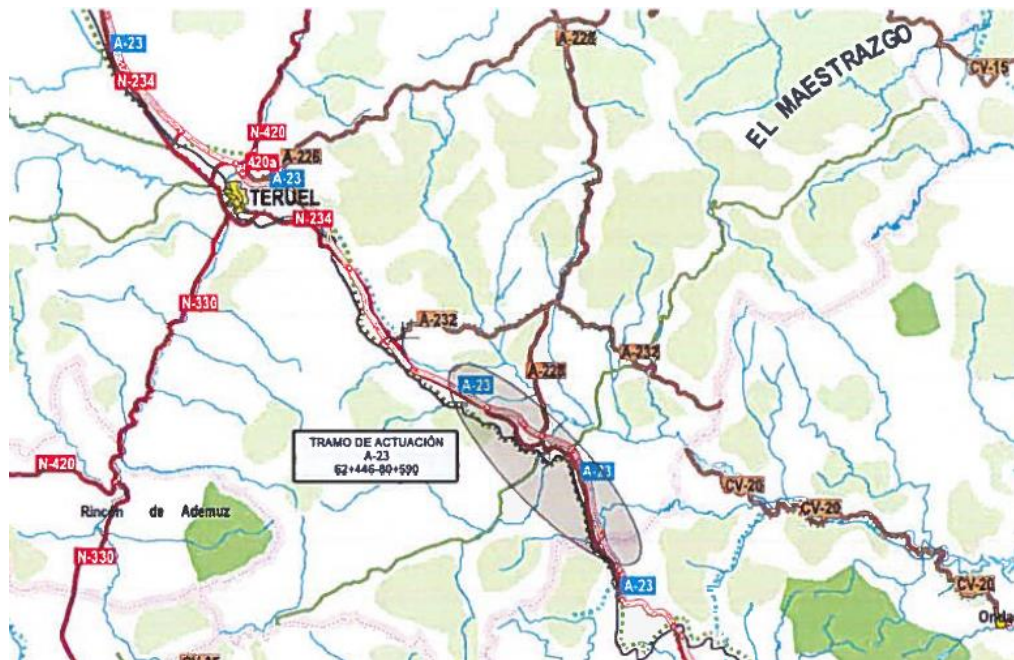 A-228
A-23
EL MAESTRAZGO
CV-15
N-234
N-420
420a
A-226
A-23
TERUEL
N-234
N-330
A-232
A-232
A-228
A-23
TRAMO DE ACTUACIÓN
A-23
62+446-80+590
N-420
A-23
CV-20
CV-20
Rincón de Ademuz
N-330
A-23
CV-20
Onda